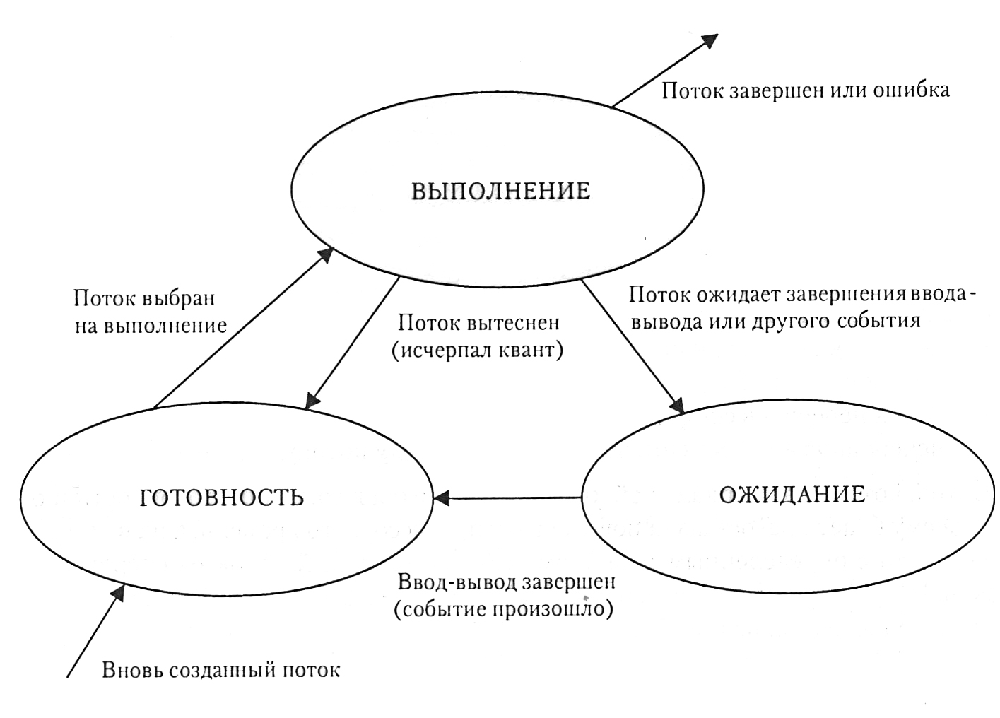 Поток завершен или ошибка
ВЫПОЛНЕНИЕ
Поток выбран
на выполнение
Поток вытеснен
(исчерпал квант)
Поток ожидает завершения ввода-
вывода или другого события
ГОТОВНОСТЬ
ОЖИДАНИЕ
Ввод-вывод завершен
(событие произошло)
Вновь созданный поток